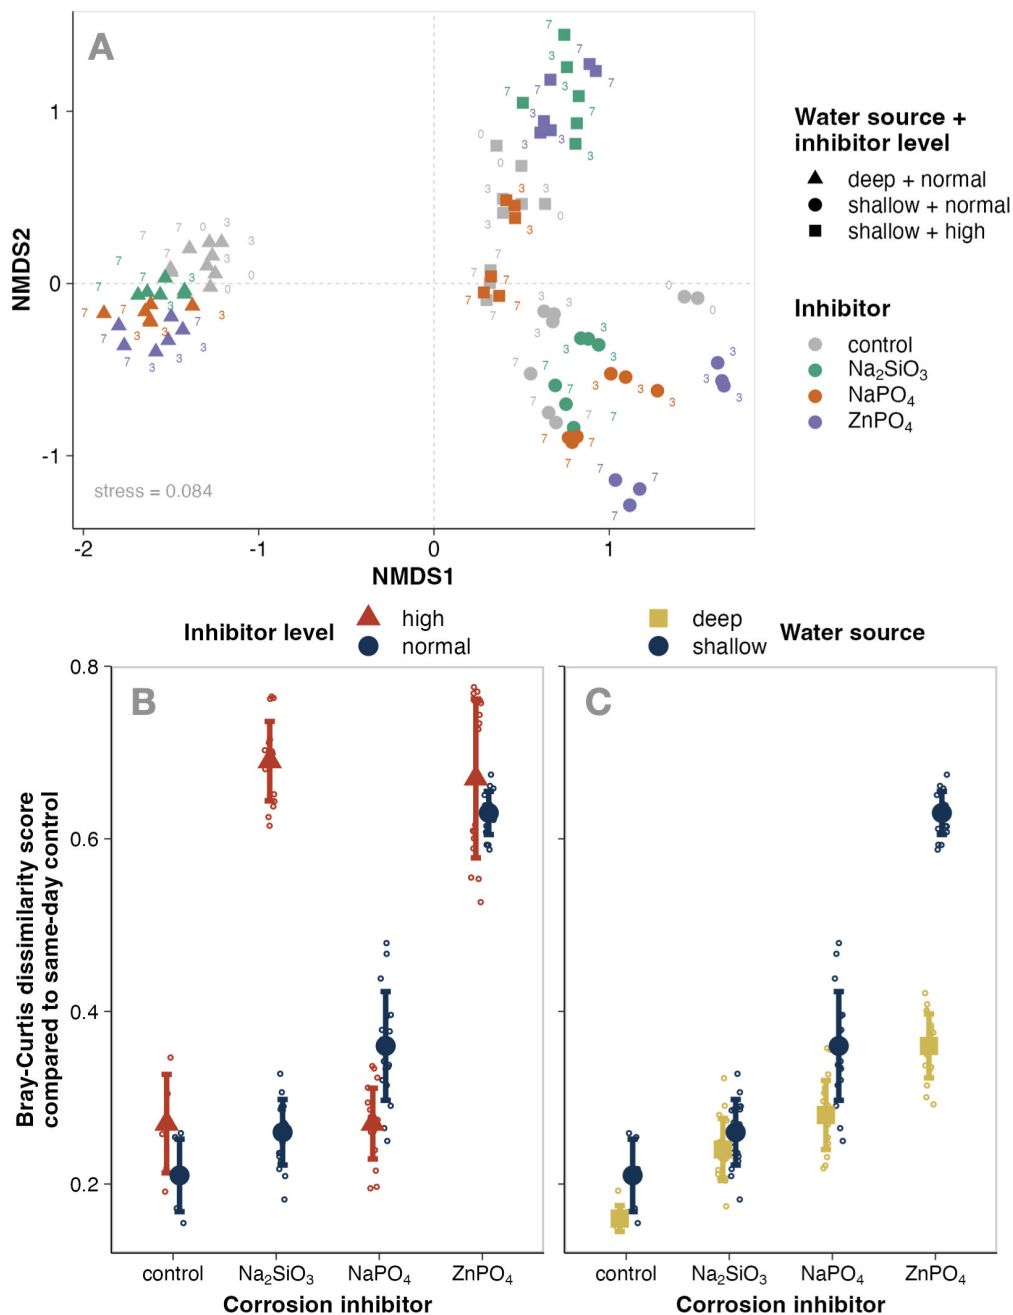 A
Water source +
inhibitor level
deep + normal
shallow + normal
shallow + high
Inhibitor
control
Na₂SiO₃
NaPO₄
ZnPO₄
NMDS2
1
0
-1
stress = 0.084
-2
-1
0
1
NMDS1
Inhibitor level
high
normal
deep
shallow
Water source
B
C
Bray-Curtis dissimilarity score
compared to same-day control
0.8
0.6
0.4
0.2
control
Na₂SiO₃
NaPO₄
ZnPO₄
control
Na₂SiO₃
NaPO₄
ZnPO₄
Corrosion inhibitor
Corrosion inhibitor